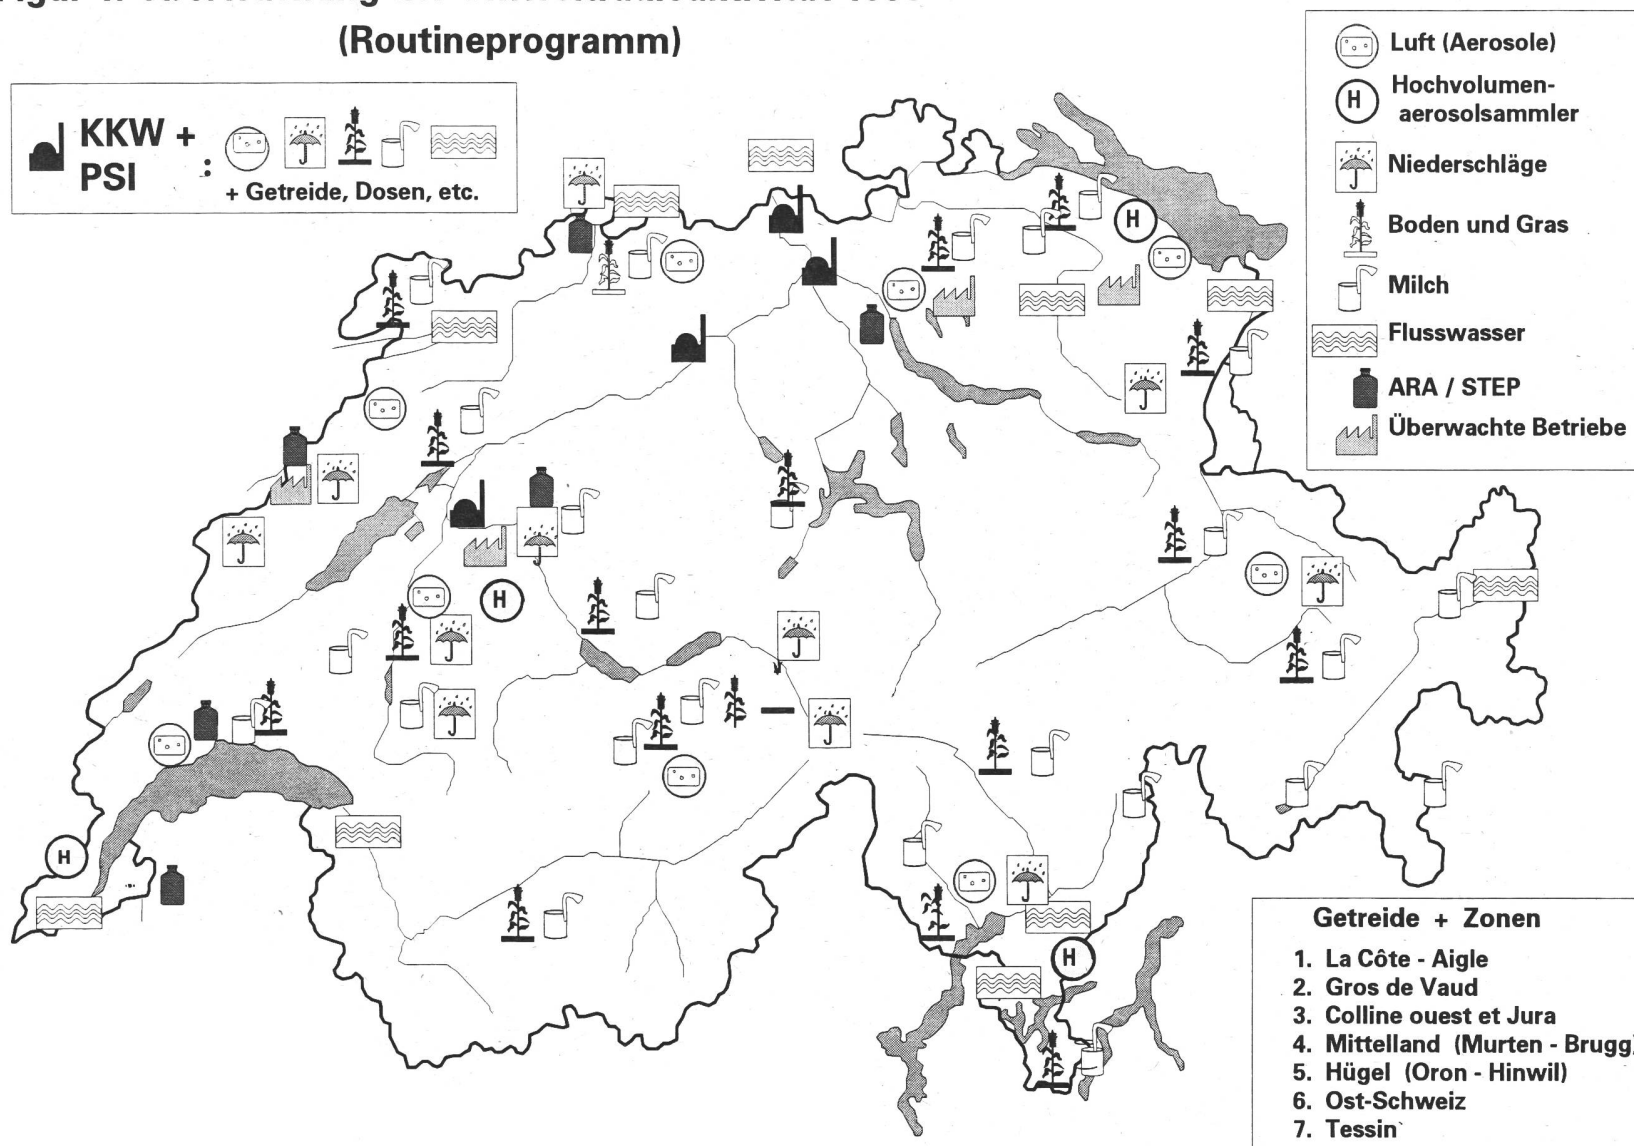 (Routineprogramm)
KKW +
PSI
:
+ Getreide, Dosen, etc.
Luft (Aerosole)
H
Hochvolumen-
aerosolsammler
Niederschläge
Boden und Gras
Milch
Flusswasser
ARA / STEP
Überwachte Betriebe
H
H
H
H
Getreide + Zonen
1. La Côte - Aigle
2. Gros de Vaud
3. Colline ouest et Jura
4. Mittelland (Murten - Brugg)
5. Hügel (Oron - Hinwil)
6. Ost-Schweiz
7. Tessin